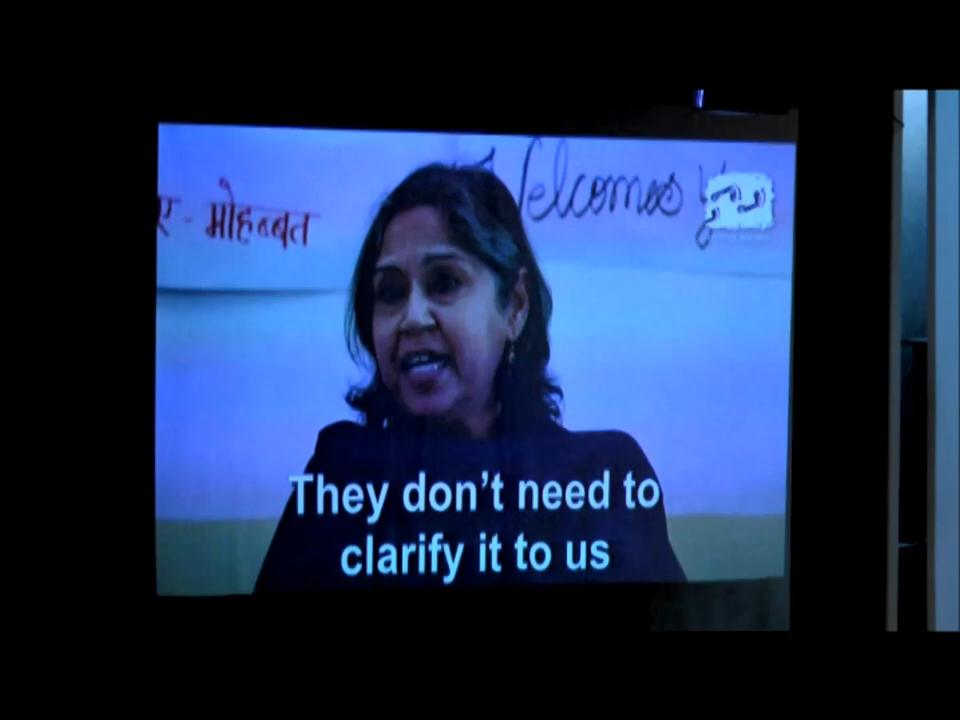 ए - मोहब्बत
Welcomes
They don't need to
clarify it to us